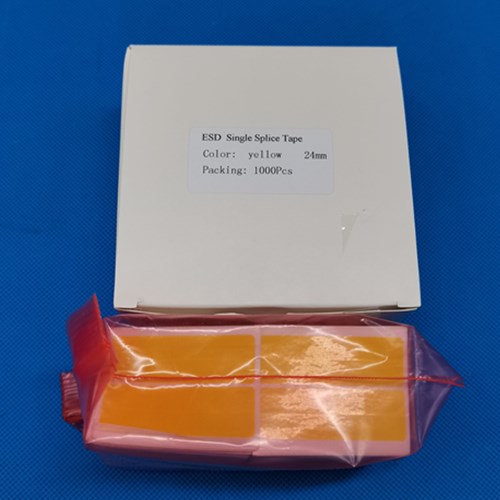 ESD Single Splice Tape
Color: yellow 24mm
Packing: 1000Pcs